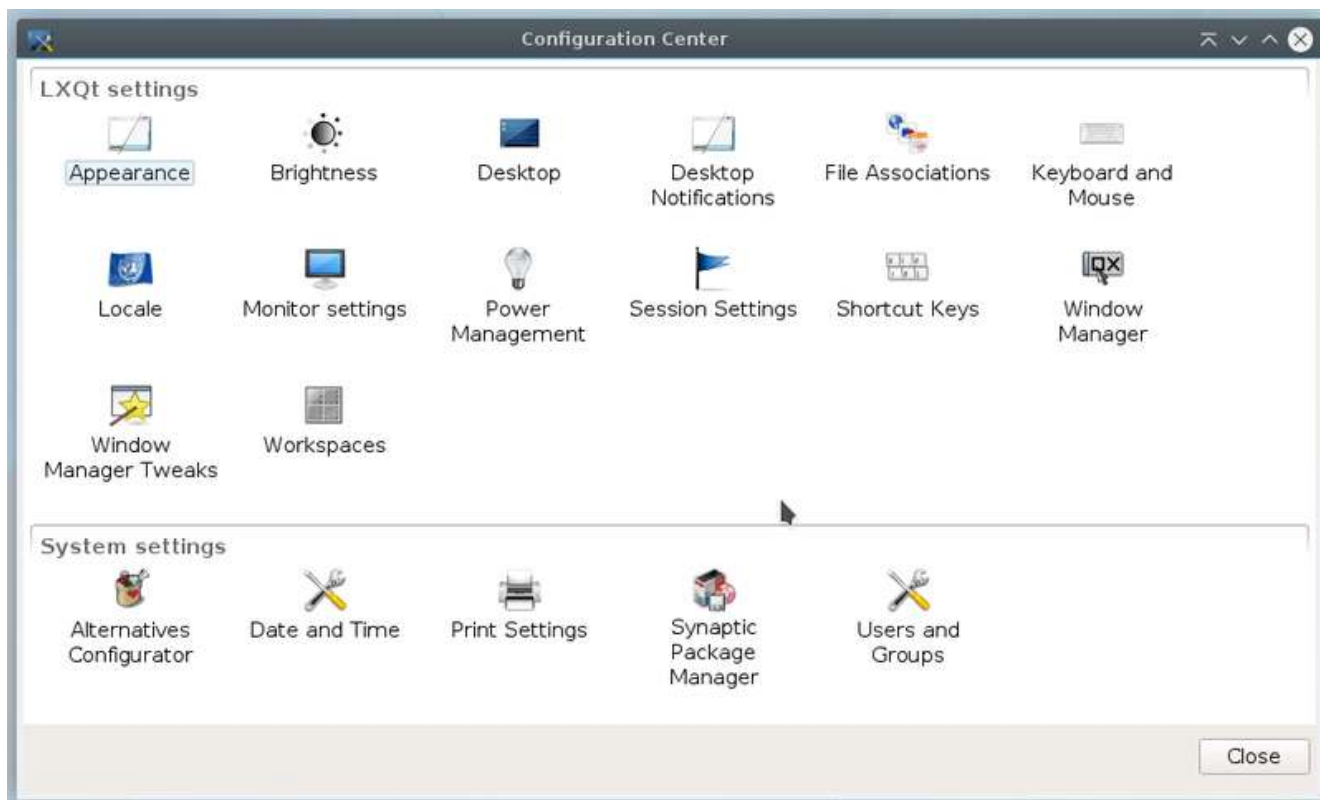 Configuration Center
LXQt settings
Appearance
Brightness
Desktop
Desktop
Notifications
File Associations
Keyboard and
Mouse
Locale
Monitor settings
Power
Management
Session Settings
Shortcut Keys
Window
Manager
Window
Manager Tweaks
Workspaces
System settings
Alternatives
Configurator
Date and Time
Print Settings
Synaptic
Package
Manager
Users and
Groups
Close